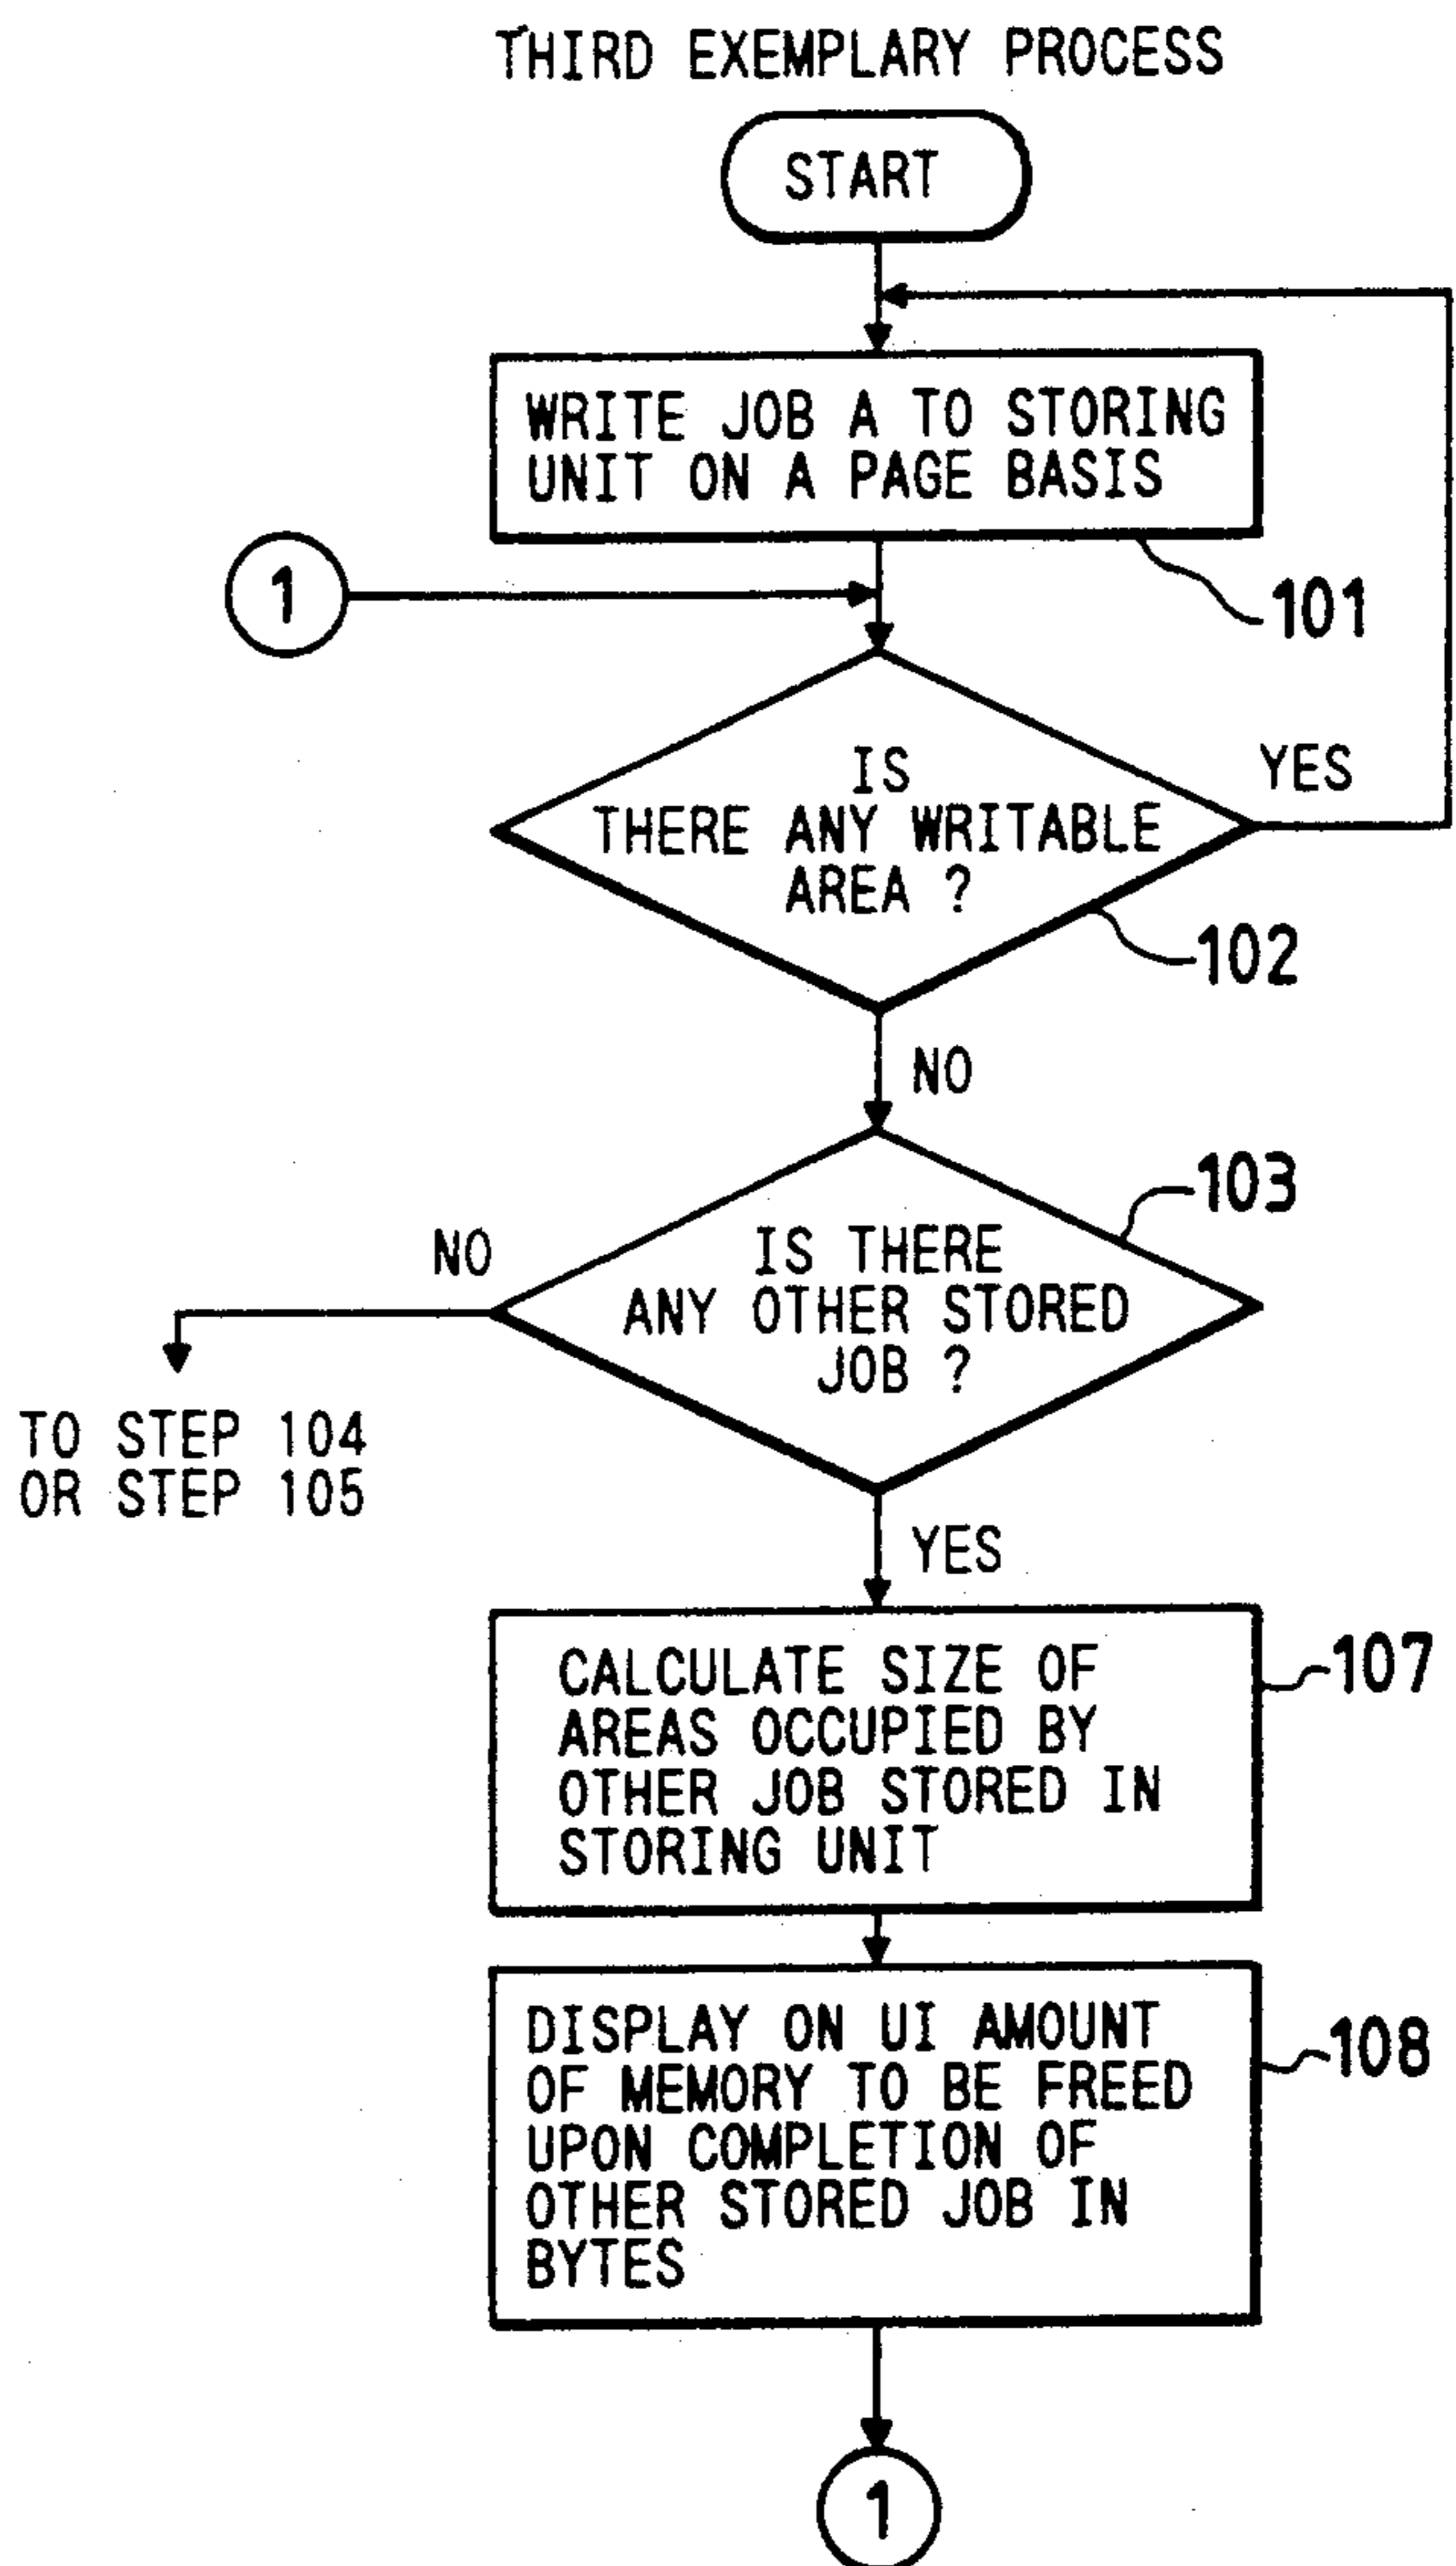 THIRD EXEMPLARY PROCESS
START
WRITE JOB A TO STORING
UNIT ON A PAGE BASIS
1
101
IS
THERE ANY WRITABLE
AREA ?
YES
102
NO
103
NO
IS THERE
ANY OTHER STORED
JOB ?
TO STEP 104
OR STEP 105
YES
CALCULATE SIZE OF
AREAS OCCUPIED BY
OTHER JOB STORED IN
STORING UNIT
107
DISPLAY ON UI AMOUNT
OF MEMORY TO BE FREED
UPON COMPLETION OF
OTHER STORED JOB IN
BYTES
108
1